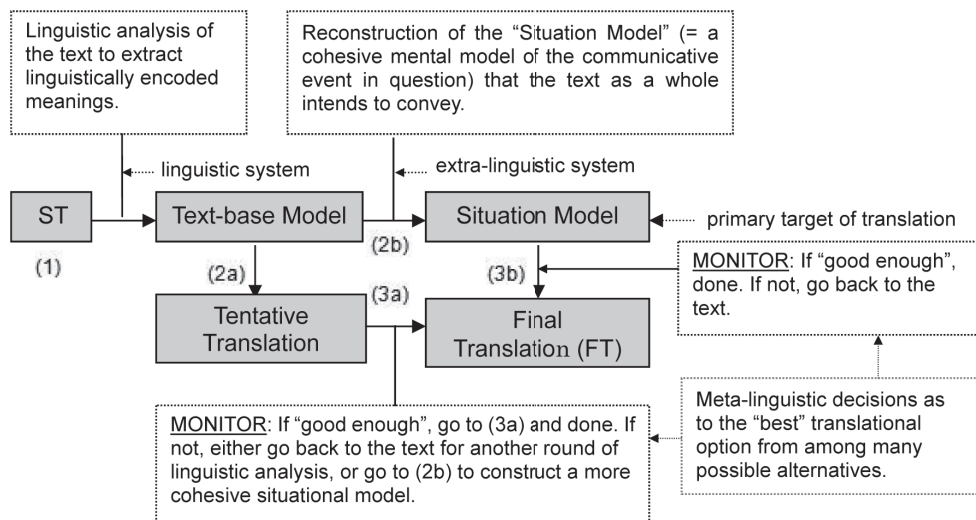 Linguistic analysis of
the text to extract
linguistically encoded
meanings.
Reconstruction of the “Situation Model” (= a
cohesive mental model of the communicative
event in question) that the text as a whole
intends to convey.
linguistic system
extra-linguistic system
ST
Text-base Model
Situation Model
primary target of translation
(1)
(2a)
(2b)
(3a)
(3b)
MONITOR: If “good enough”,
done. If not, go back to the
text.
Tentative
Translation
Final
Translation (FT)
MONITOR: If “good enough”, go to (3a) and done. If
not, either go back to the text for another round of
linguistic analysis, or go to (2b) to construct a more
cohesive situational model.
Meta-linguistic decisions as
to the “best” translational
option from among many
possible alternatives.